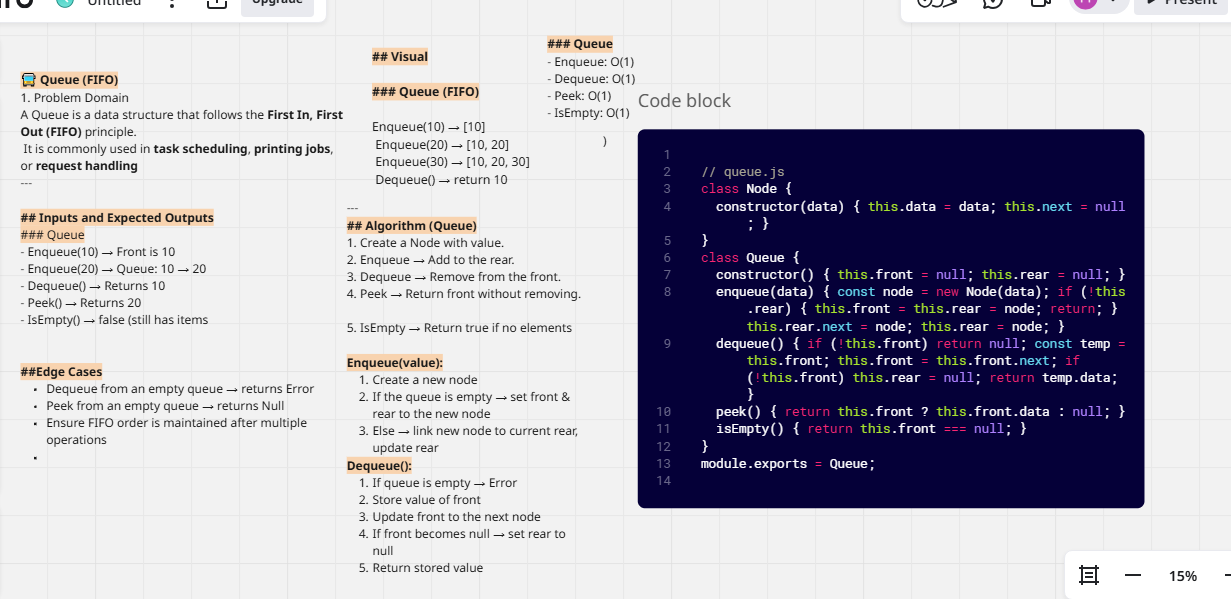 Untitled
Upgrade
Present
Queue (FIFO)
1. Problem Domain
A Queue is a data structure that follows the First In, First
Out (FIFO) principle.
It is commonly used in task scheduling, printing jobs,
or request handling
---
## Inputs and Expected Outputs
### Queue
- Enqueue(10) → Front is 10
- Enqueue(20) → Queue: 10 → 20
- Dequeue() → Returns 10
- Peek() → Returns 20
- IsEmpty() → false (still has items
##Edge Cases
• Dequeue from an empty queue → returns Error
• Peek from an empty queue → returns Null
• Ensure FIFO order is maintained after multiple
operations
•
## Visual
### Queue (FIFO)
Enqueue(10) → [10]
Enqueue(20) → [10, 20]
Enqueue(30) → [10, 20, 30]
Dequeue() → return 10
---
## Algorithm (Queue)
1. Create a Node with value.
2. Enqueue → Add to the rear.
3. Dequeue → Remove from the front.
4. Peek → Return front without removing.
5. IsEmpty → Return true if no elements
Enqueue(value):
1. Create a new node
2. If the queue is empty → set front &
rear to the new node
3. Else → link new node to current rear,
update rear
Dequeue():
1. If queue is empty → Error
2. Store value of front
3. Update front to the next node
4. If front becomes null → set rear to
null
5. Return stored value
### Queue
- Enqueue: O(1)
- Dequeue: O(1)
- Peek: O(1)
- IsEmpty: O(1)
)
Code block
1
2 // queue.js
3 class Node {
4 constructor(data) { this.data = data; this.next = null
; }
5 }
6 class Queue {
7 constructor() { this.front = null; this.rear = null; }
8 enqueue(data) { const node = new Node(data); if (!this
.rear) { this.front = this.rear = node; return; }
this.rear.next = node; this.rear = node; }
9 dequeue() { if (!this.front) return null; const temp =
this.front; this.front = this.front.next; if
(!this.front) this.rear = null; return temp.data;
}
10 peek() { return this.front ? this.front.data : null; }
11 isEmpty() { return this.front === null; }
12 }
13 module.exports = Queue;
14
15%